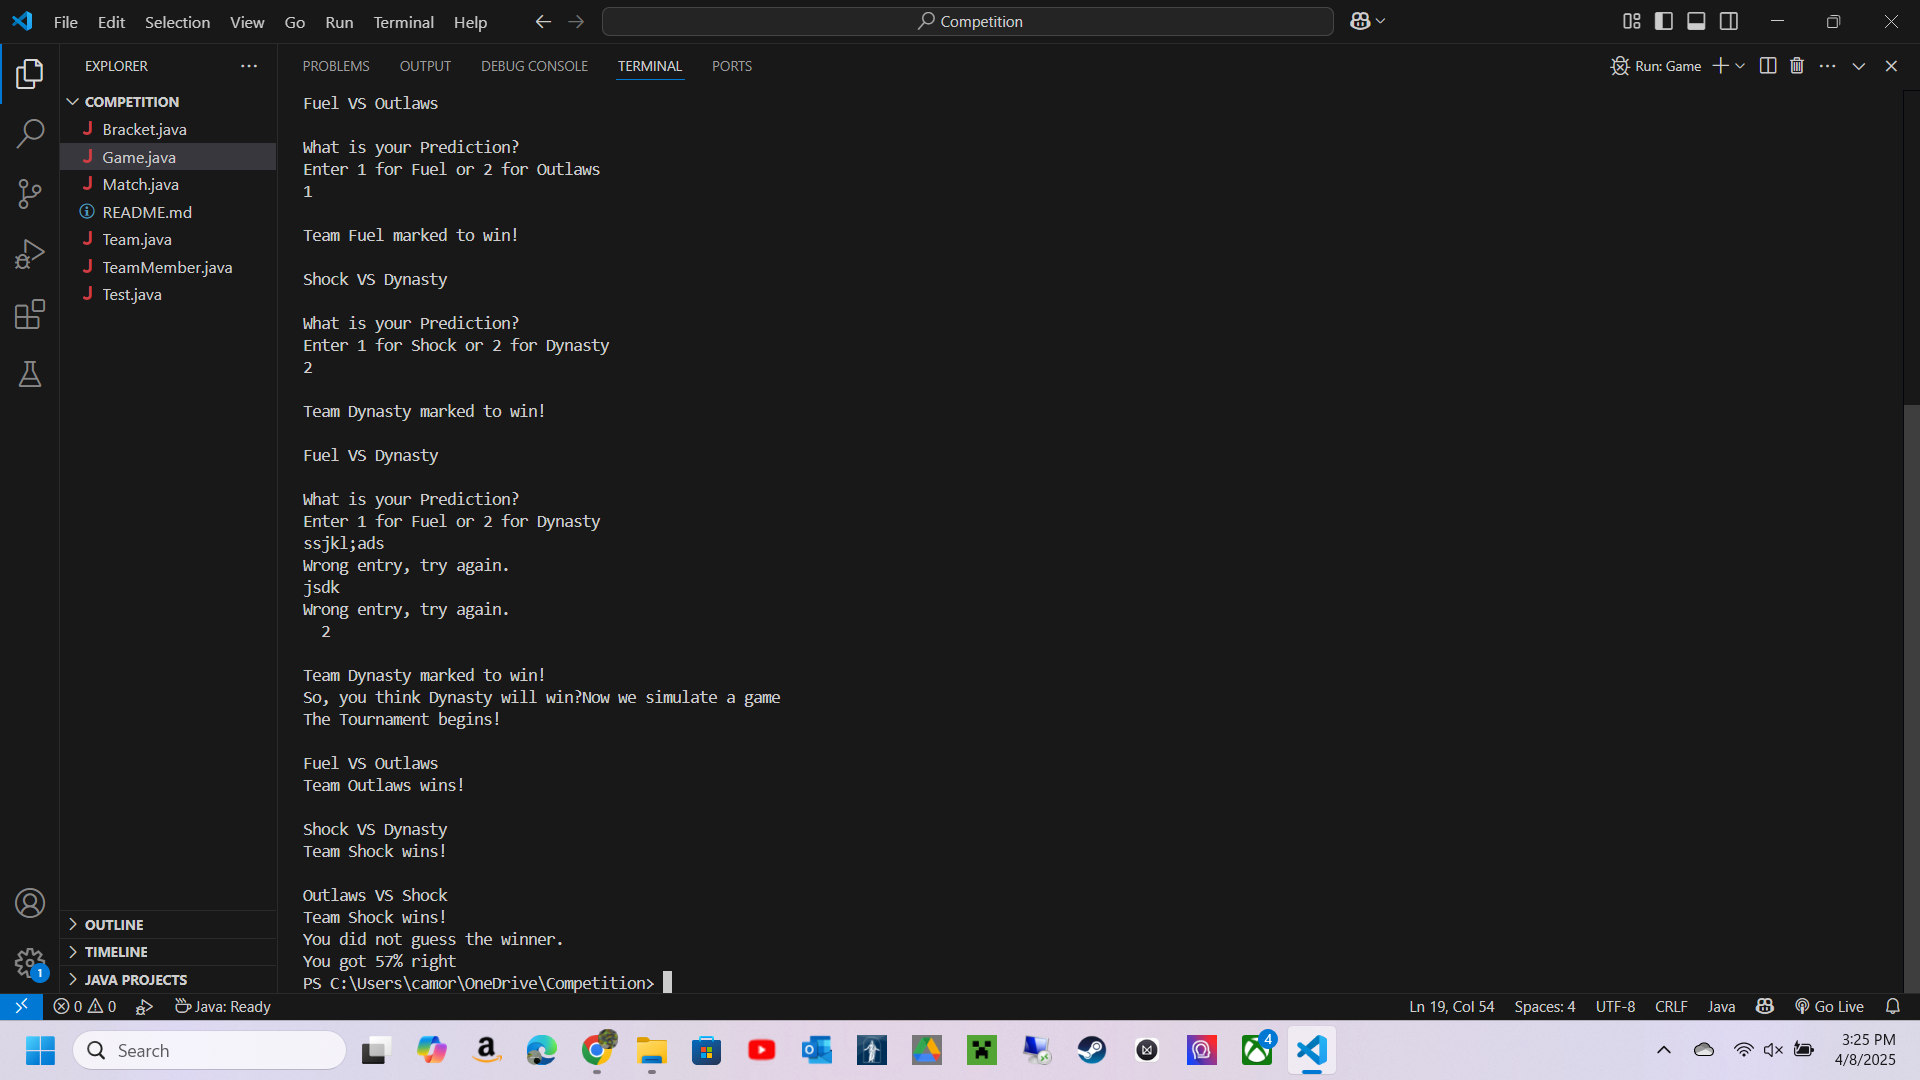 File Edit Selection View Go Run Terminal Help
Competition
EXPLORER
PROBLEMS OUTPUT DEBUG CONSOLE TERMINAL PORTS
Run: Game
COMPETITION
Bracket.java
Game.java
Match.java
README.md
Team.java
TeamMember.java
Test.java
OUTLINE
TIMELINE
JAVA PROJECTS
1
Fuel VS Outlaws
What is your Prediction?
Enter 1 for Fuel or 2 for Outlaws
1
Team Fuel marked to win!
Shock VS Dynasty
What is your Prediction?
Enter 1 for Shock or 2 for Dynasty
2
Team Dynasty marked to win!
Fuel VS Dynasty
What is your Prediction?
Enter 1 for Fuel or 2 for Dynasty
ssjkl;ads
Wrong entry, try again.
jsdk
Wrong entry, try again.
2
Team Dynasty marked to win!
So, you think Dynasty will win?Now we simulate a game
The Tournament begins!
Fuel VS Outlaws
Team Outlaws wins!
Shock VS Dynasty
Team Shock wins!
Outlaws VS Shock
Team Shock wins!
You did not guess the winner.
You got 57% right
PS C:\Users\camor\OneDrive\Competition>
0 0 Java: Ready
Ln 19, Col 54 Spaces: 4 UTF-8 CRLF Java Go Live
Search
4
3:25 PM
4/8/2025